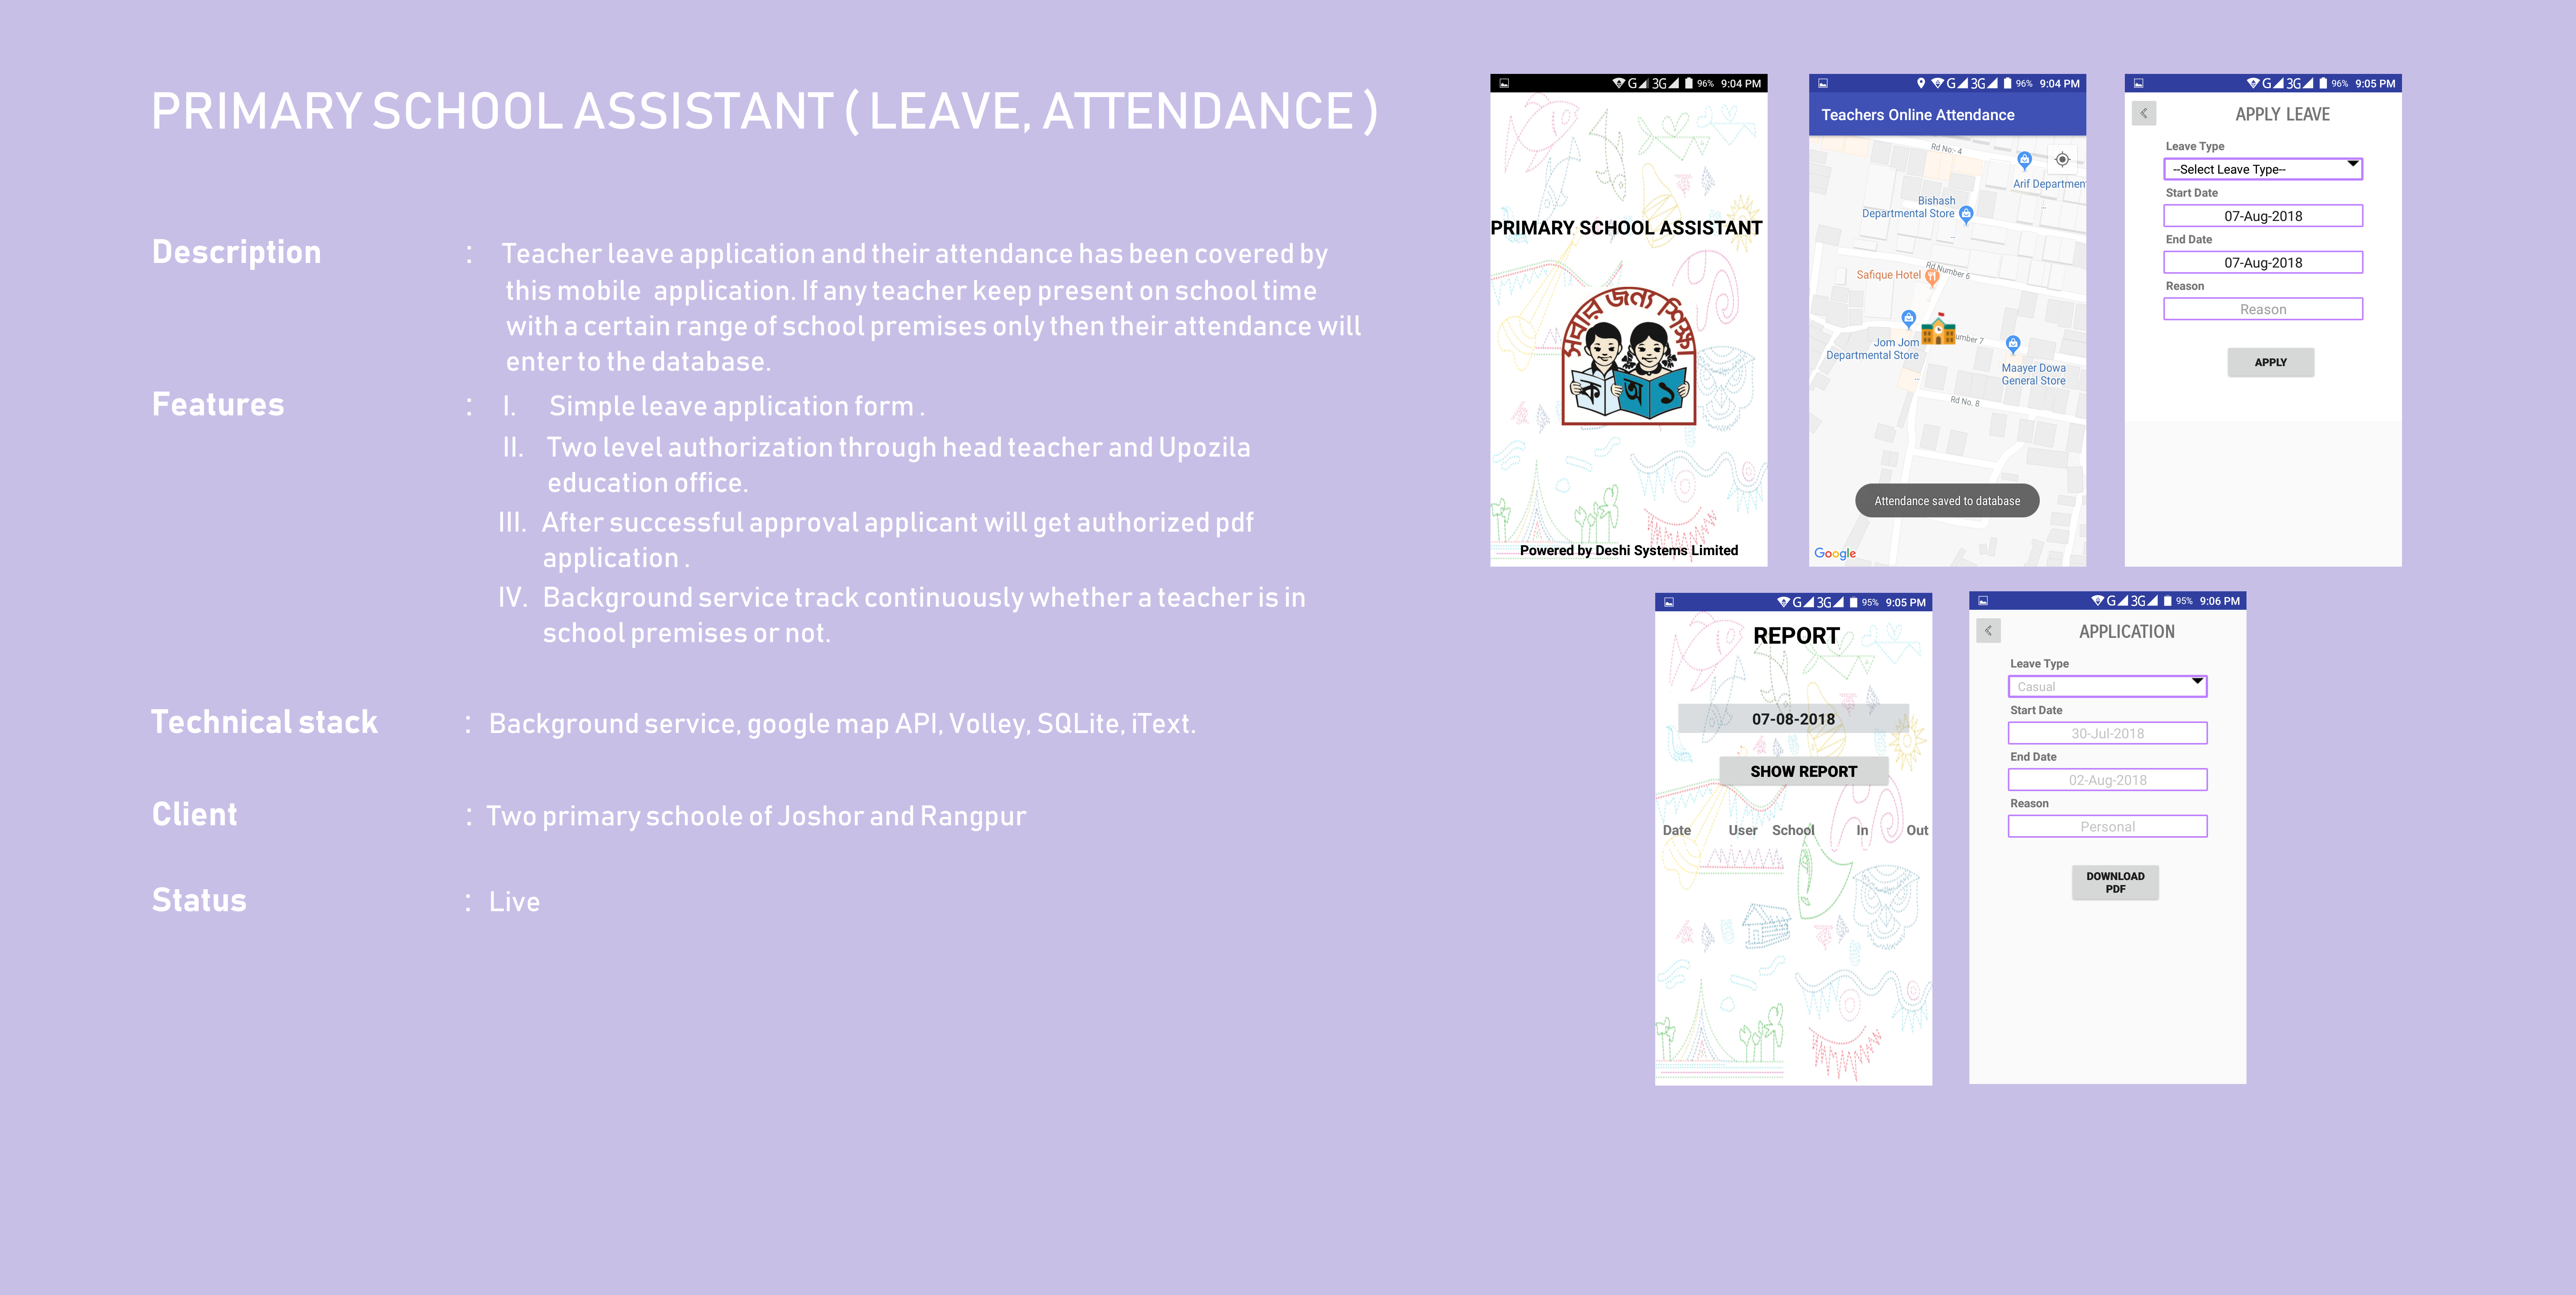 PRIMARY SCHOOL ASSISTANT ( LEAVE, ATTENDANCE )
Description : Teacher leave application and their attendance has been covered by
this mobile application. If any teacher keep present on school time
with a certain range of school premises only then their attendance will
enter to the database.
Features : I. Simple leave application form .
II. Two level authorization through head teacher and Upozila
education office.
III. After successful approval applicant will get authorized pdf
application .
IV. Background service track continuously whether a teacher is in
school premises or not.
Technical stack : Background service, google map API, Volley, SQLite, iText.
Client : Two primary schoole of Joshor and Rangpur
Status : Live
G 3G 96% 9:04 PM
PRIMARY SCHOOL ASSISTANT
সবার জন্য শিক্ষা
ক অ ১
Powered by Deshi Systems Limited
G 3G 96% 9:04 PM
Teachers Online Attendance
Rd No- 4
Arif Departmen
...
Bishash
Departmental Store
...
Safique Hotel
Rd Number 6
Jom Jom
Departmental Store
umber 7
Maayer Dowa
General Store
...
Rd No. 8
Attendance saved to database
Google
G 3G 96% 9:05 PM
APPLY LEAVE
Leave Type
--Select Leave Type--
Start Date
07-Aug-2018
End Date
07-Aug-2018
Reason
Reason
APPLY
G 3G 95% 9:05 PM
REPORT
07-08-2018
SHOW REPORT
Date User School In Out
G 3G 95% 9:06 PM
APPLICATION
Leave Type
Casual
Start Date
30-Jul-2018
End Date
02-Aug-2018
Reason
Personal
DOWNLOAD
PDF